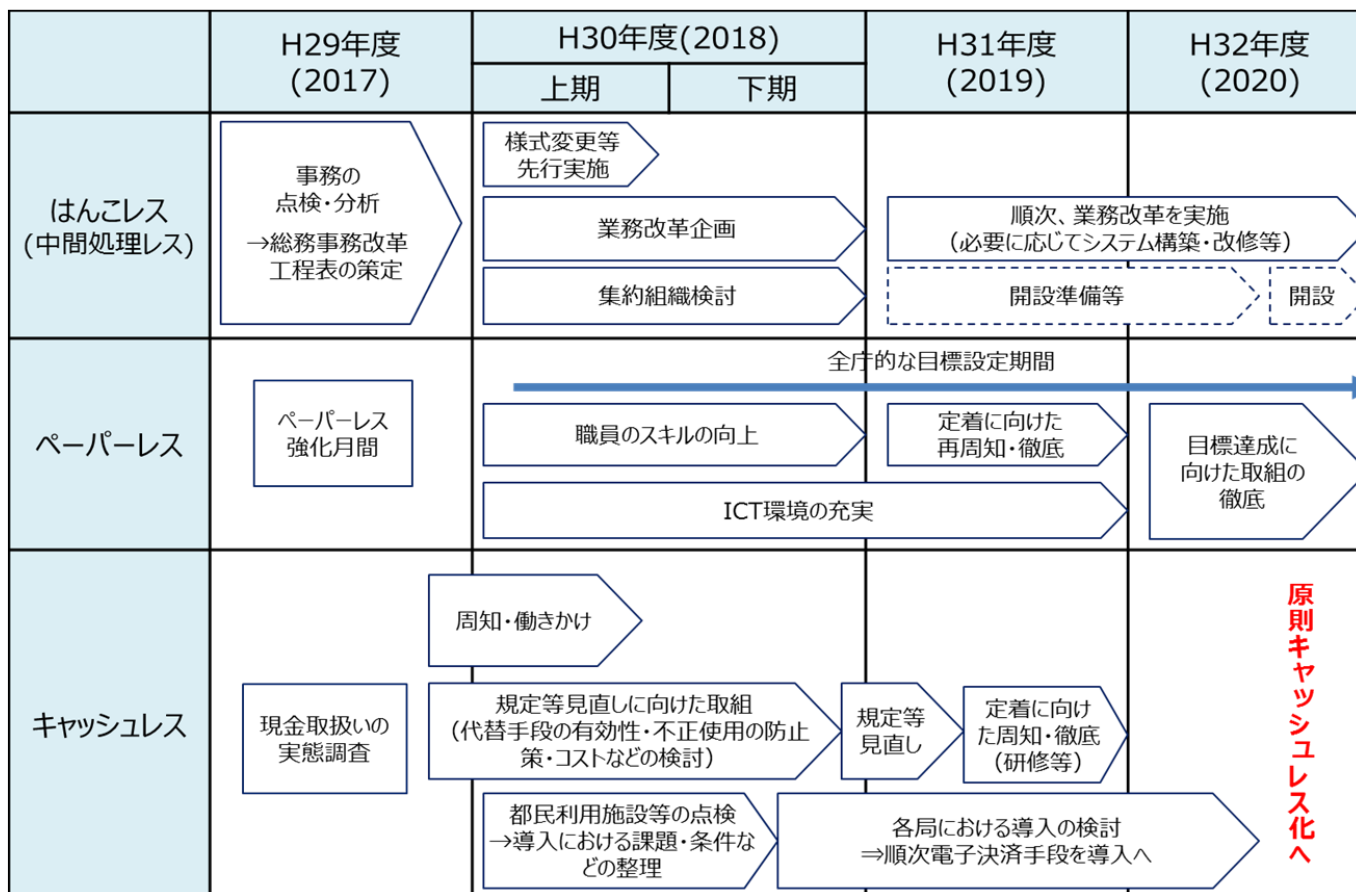 H29年度
(2017)
H30年度(2018)
上期
下期
H31年度
(2019)
H32年度
(2020)
はんこレス
(中間処理レス)
事務の
点検・分析
→総務事務改革
工程表の策定
様式変更等
先行実施
業務改革企画
集約組織検討
順次、業務改革を実施
(必要に応じてシステム構築・改修等)
開設準備等
開設
ペーパーレス
ペーパーレス
強化月間
全庁的な目標設定期間
職員のスキルの向上
定着に向けた
再周知・徹底
ICT環境の充実
目標達成に
向けた取組の
徹底
キャッシュレス
現金取扱いの
実態調査
周知・働きかけ
規定等見直しに向けた取組
(代替手段の有効性・不正使用の防止
策・コストなどの検討)
規定等
見直し
定着に向け
た周知・徹底
(研修等)
都民利用施設等の点検
→導入における課題・条件な
どの整理
各局における導入の検討
⇒順次電子決済手段を導入へ
原則キャッシュレス化へ